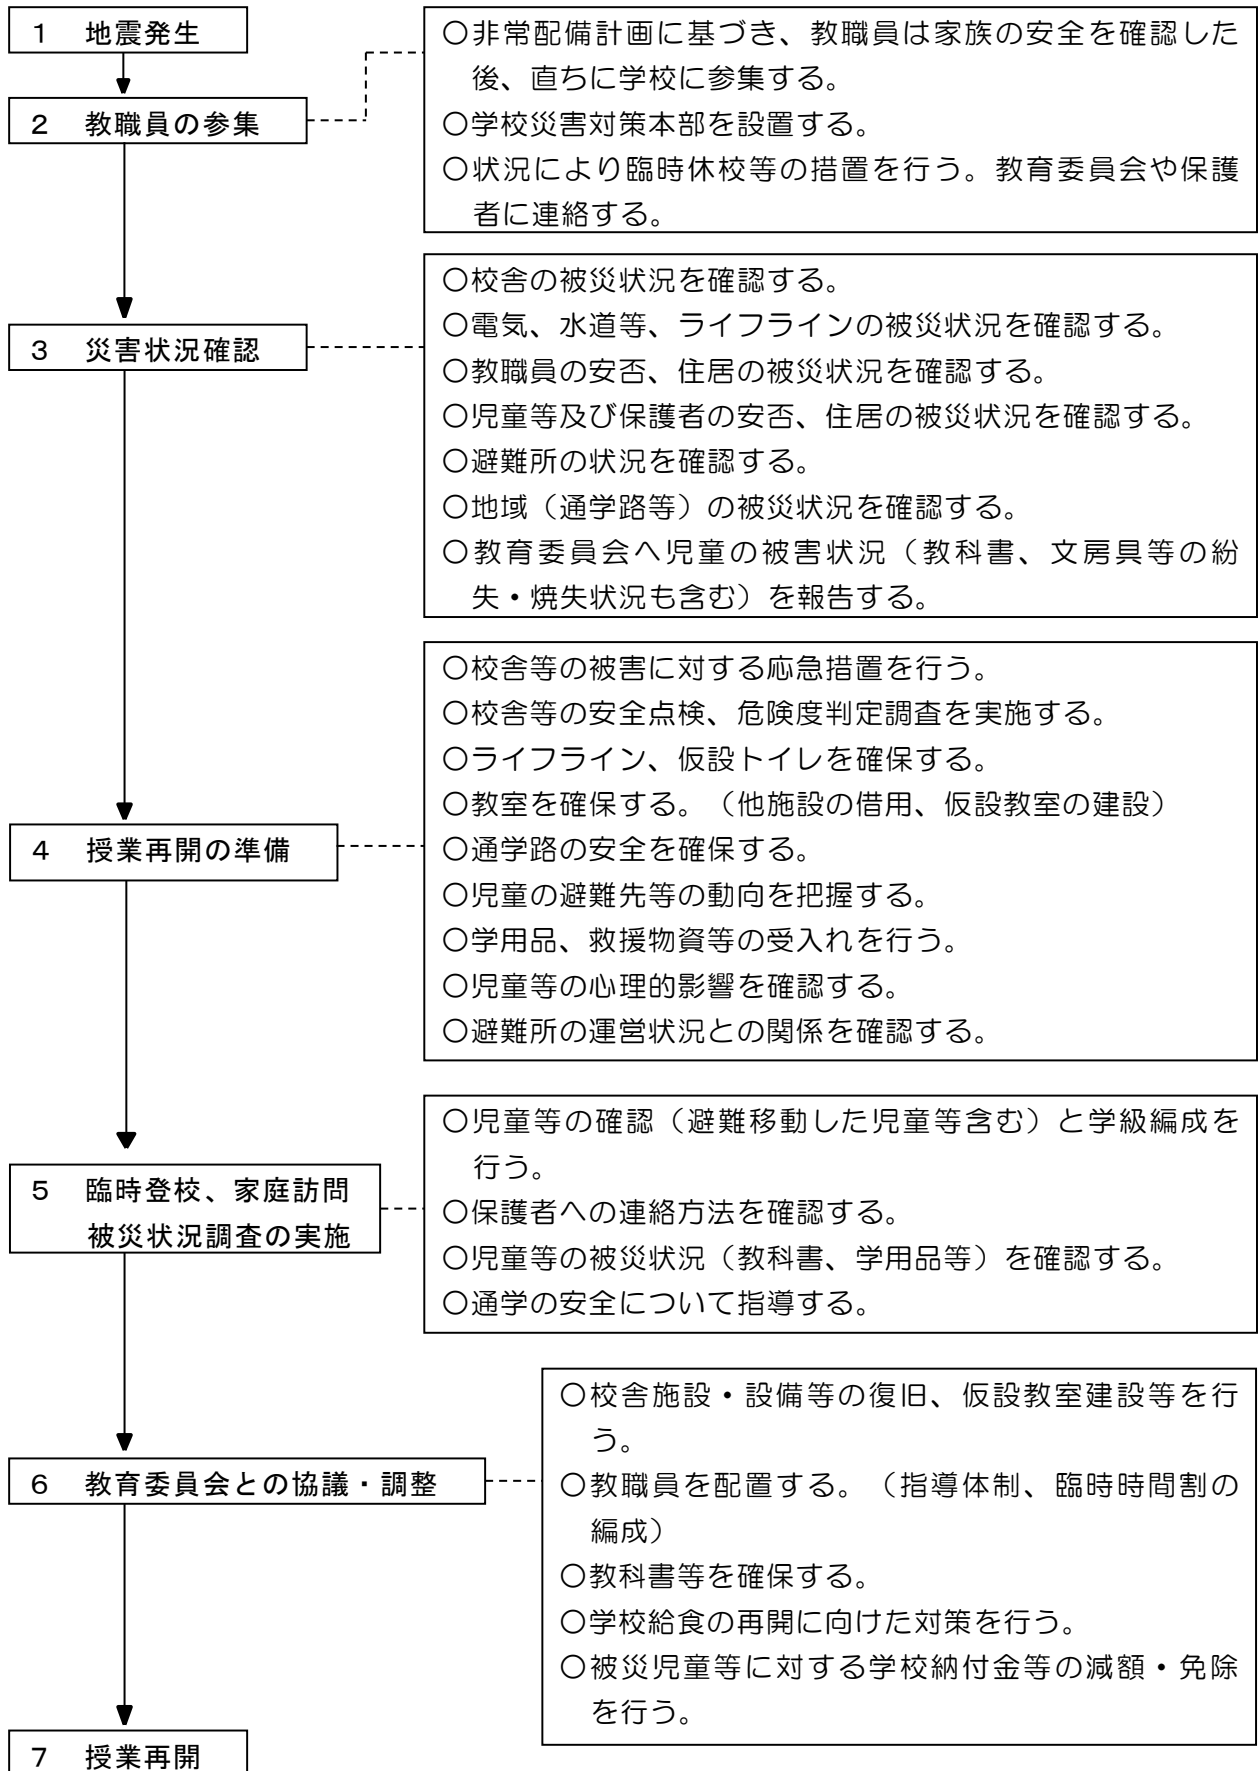 1　地震発生
○非常配備計画に基づき、教職員は家族の安全を確認した
後、直ちに学校に参集する。
○学校災害対策本部を設置する。
○状況により臨時休校等の措置を行う。教育委員会や保護
者に連絡する。
2　教職員の参集
○校舎の被災状況を確認する。
○電気、水道等、ライフラインの被災状況を確認する。
○教職員の安否、住居の被災状況を確認する。
○児童等及び保護者の安否、住居の被災状況を確認する。
○避難所の状況を確認する。
○地域（通学路等）の被災状況を確認する。
○教育委員会へ児童の被害状況（教科書、文房具等の紛
失・焼失状況も含む）を報告する。
3　災害状況確認
○校舎等の被害に対する応急措置を行う。
○校舎等の安全点検、危険度判定調査を実施する。
○ライフライン、仮設トイレを確保する。
○教室を確保する。（他施設の借用、仮設教室の建設）
○通学路の安全を確保する。
○児童の避難先等の動向を把握する。
○学用品、救援物資等の受入れを行う。
○児童等の心理的影響を確認する。
○避難所の運営状況との関係を確認する。
4　授業再開の準備
○児童等の確認（避難移動した児童等含む）と学級編成を
行う。
○保護者への連絡方法を確認する。
○児童等の被災状況（教科書、学用品等）を確認する。
○通学の安全について指導する。
5　臨時登校、家庭訪問
被災状況調査の実施
○校舎施設・設備等の復旧、仮設教室建設等を行
う。
○教職員を配置する。（指導体制、臨時時間割の
編成）
○教科書等を確保する。
○学校給食の再開に向けた対策を行う。
○被災児童等に対する学校納付金等の減額・免除
を行う。
6　教育委員会との協議・調整
7　授業再開